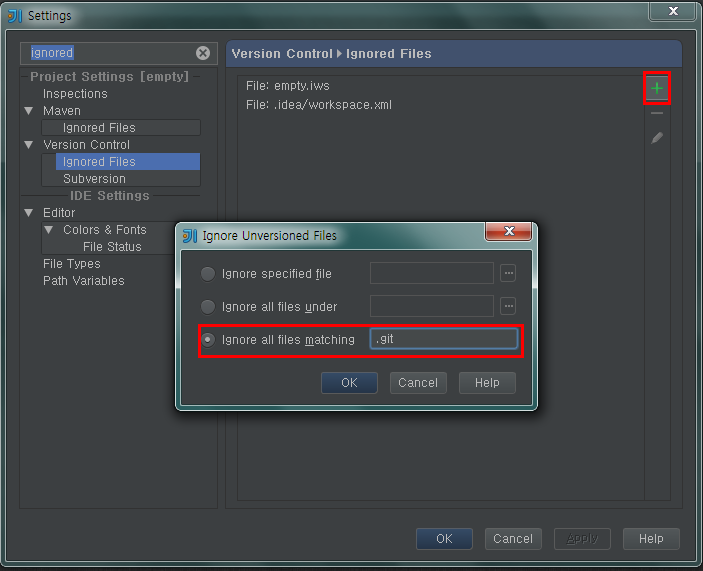 Settings
ignored
Project Settings [empty]
Inspections
Maven
Ignored Files
Version Control
Ignored Files
Subversion
IDE Settings
Editor
Colors & Fonts
File Status
File Types
Path Variables
Version Control ▸ Ignored Files
File: empty.iws
File: .idea/workspace.xml
Ignore Unversioned Files
Ignore specified file
Ignore all files under
Ignore all files matching .git
OK Cancel Help
OK Cancel Apply Help